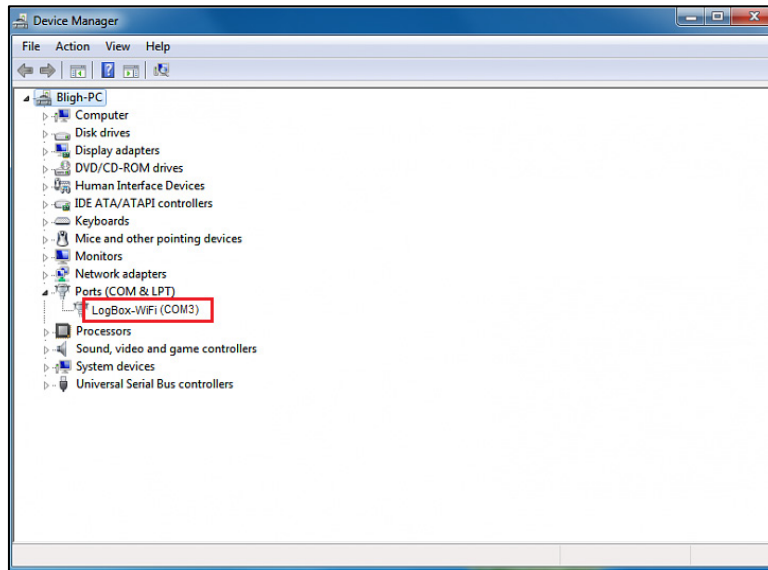 Device Manager
File Action View Help
Bligh-PC
Computer
Disk drives
Display adapters
DVD/CD-ROM drives
Human Interface Devices
IDE ATA/ATAPI controllers
Keyboards
Mice and other pointing devices
Monitors
Network adapters
Ports (COM & LPT)
LogBox-WiFi (COM3)
Processors
Sound, video and game controllers
System devices
Universal Serial Bus controllers